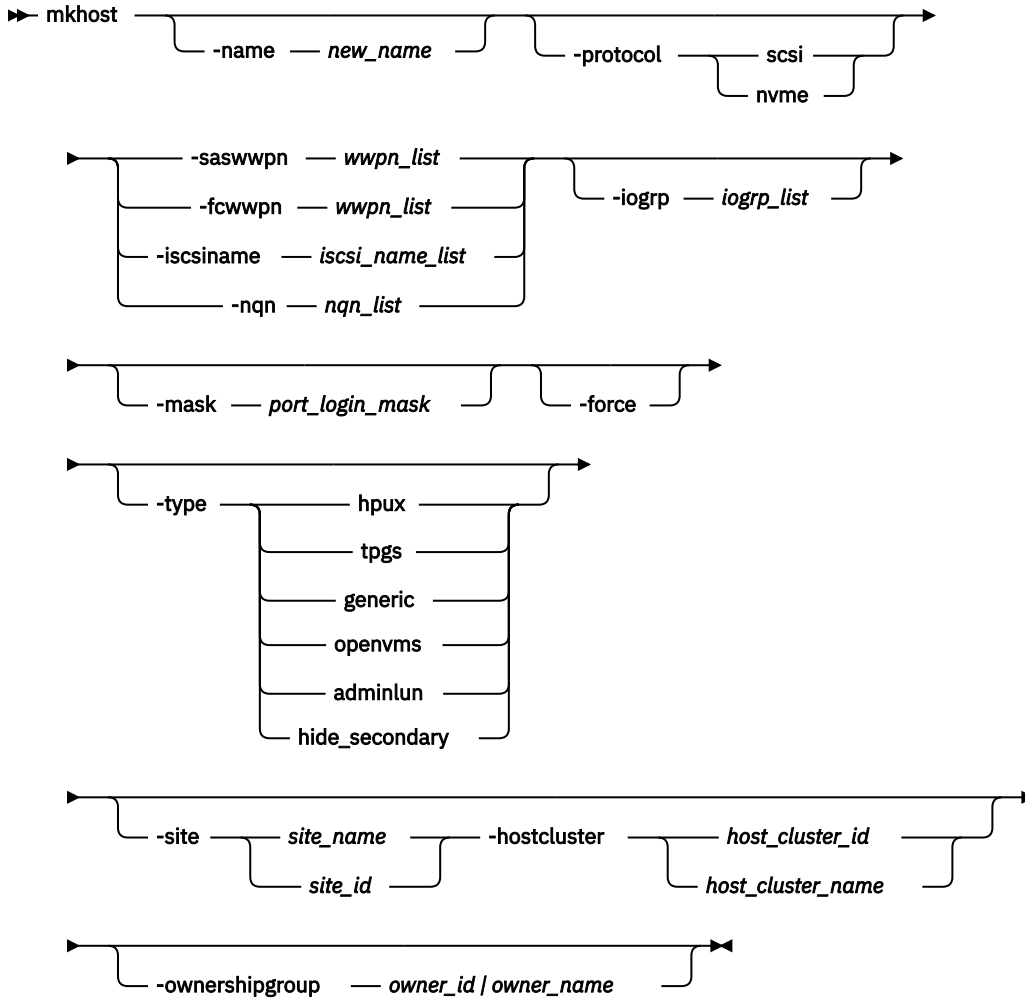 mkhost
-name new_name -protocol scsi
nvme
-saswwpn wwpn_list
-fcwwpn wwpn_list -iogrp iogrp_list
-iscsiname iscsi_name_list
-nqn nqn_list
-mask port_login_mask -force
-type hpux
tpgs
generic
openvms
adminlun
hide_secondary
-site site_name -hostcluster host_cluster_id
site_id host_cluster_name
-ownershipgroup owner_id | owner_name